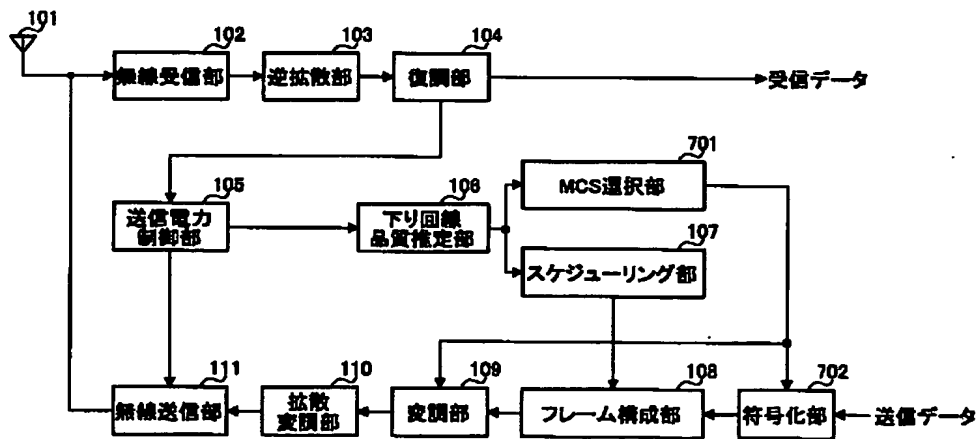 101
102
103
104
無線受信部
逆拡散部
復調部
受信データ
701
MCS選択部
105
106
107
送信電力
制御部
下り回線
品質推定部
スケジューリング部
111
110
109
108
702
無線送信部
拡散
変調部
変調部
フレーム構成部
符号化部
送信データ